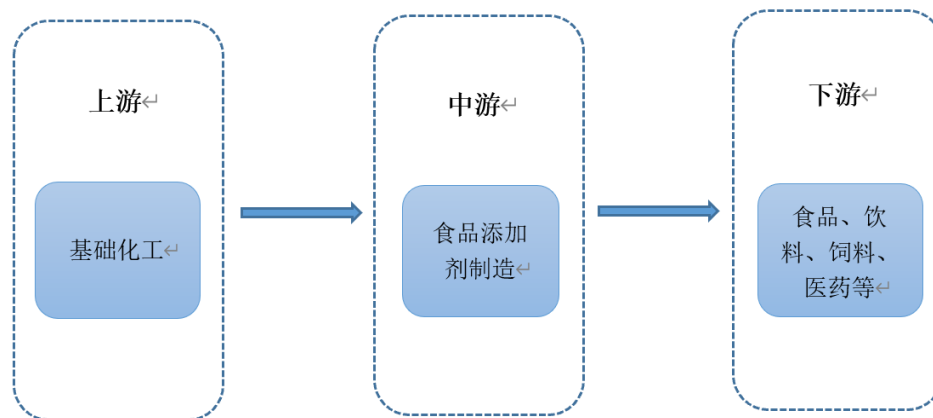 上游
中游
下游
基础化工
食品添加
剂制造
食品、饮
料、饲料、
医药等